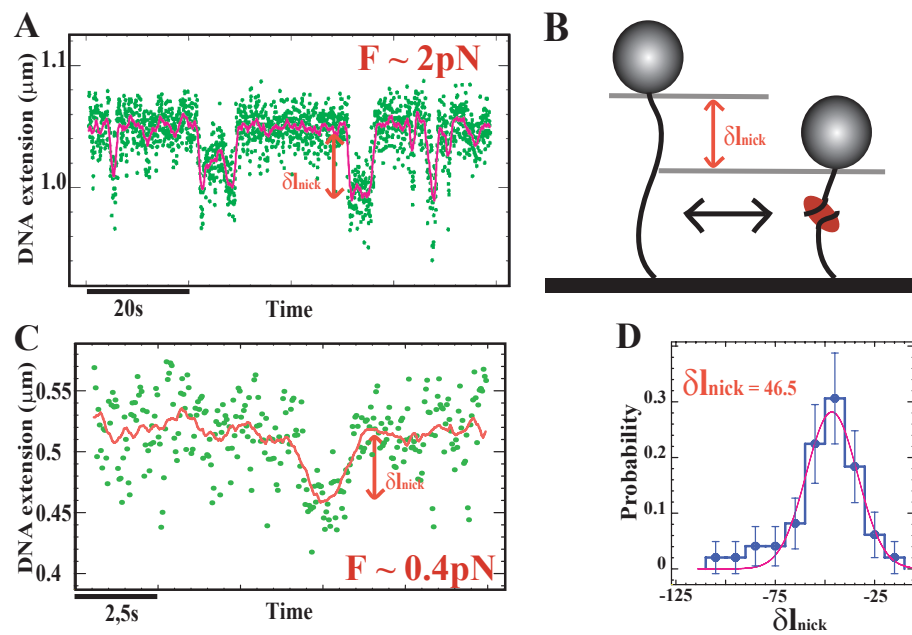 A
F ~ 2pN
DNA extension (μm)
1.1
1.0
δlnick
20s
Time
B
δlnick
C
DNA extension (μm)
0.55
0.5
0.45
0.4
δlnick
F ~ 0.4pN
2,5s
Time
D
δlnick = 46.5
Probability
0.3
0.2
0.1
0
-125
-75
-25
δlnick